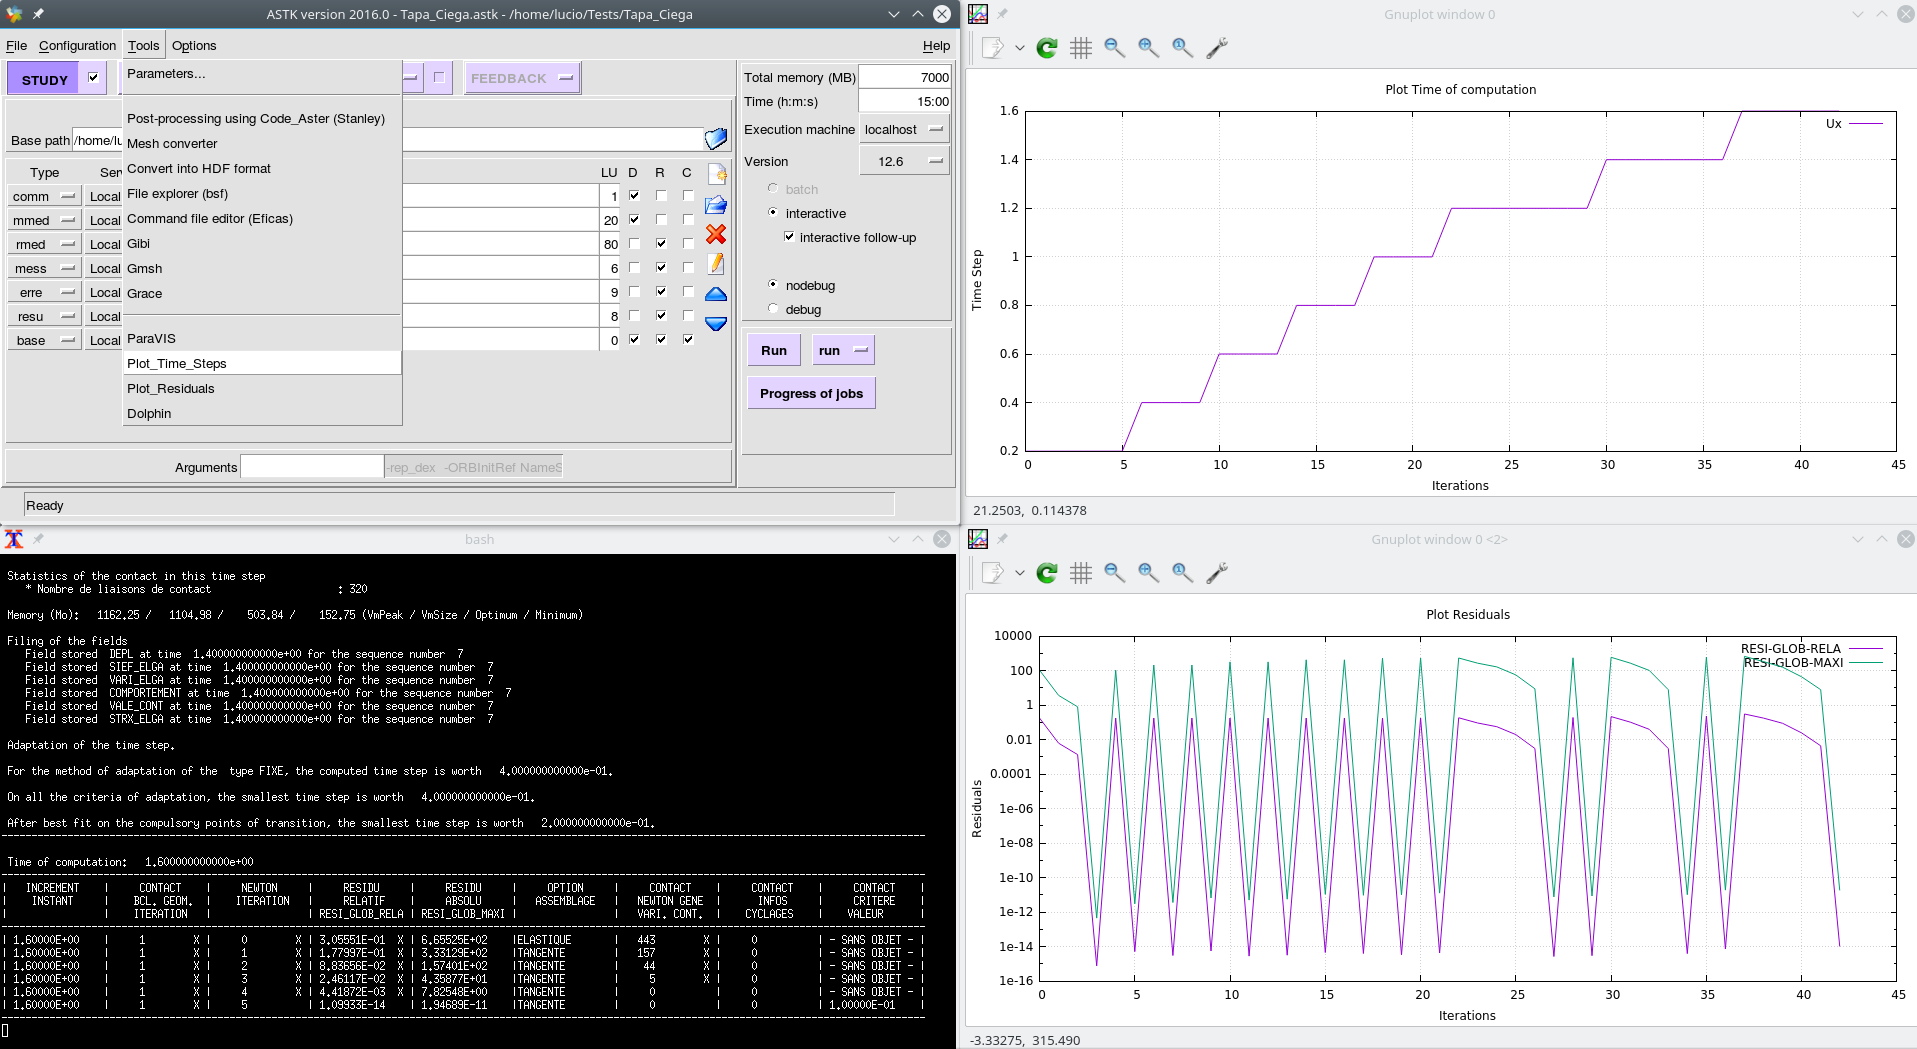 ASTK version 2016.0 - Tapa_Ciega.astk - /home/lucio/Tests/Tapa_Ciega
File Configuration Tools Options Help
STUDY FEEDBACK
Parameters...
Post-processing using Code_Aster (Stanley)
Mesh converter
Convert into HDF format
File explorer (bsf)
Command file editor (Eficas)
Gibi
Gmsh
Grace
ParaVIS
Plot_Time_Steps
Plot_Residuals
Dolphin
Base path /home/lu
Type Serv LU D R C
comm Local 1
mmed Local 20
rmed Local 80
mess Local 6
erre Local 9
resu Local 8
base Local 0
Arguments -rep_dex -ORBInitRef NameS
Ready
Total memory (MB) 7000
Time (h:m:s) 15:00
Execution machine localhost
Version 12.6
batch
interactive
interactive follow-up
nodebug
debug
Run run
Progress of jobs
Gnuplot window 0
Plot Time of computation
Ux
1.6
1.4
1.2
1
0.8
0.6
0.4
0.2
Time Step
0 5 10 15 20 25 30 35 40 45
Iterations
21.2503, 0.114378
bash
Statistics of the contact in this time step
* Nombre de liaisons de contact : 320
Memory (Mo): 1162.25 / 1104.98 / 503.84 / 152.75 (VmPeak / VmSize / Optimum / Minimum)
Filing of the fields
Field stored DEPL at time 1.400000000000e+00 for the sequence number 7
Field stored SIEF_ELGA at time 1.400000000000e+00 for the sequence number 7
Field stored VARI_ELGA at time 1.400000000000e+00 for the sequence number 7
Field stored COMPORTEMENT at time 1.400000000000e+00 for the sequence number 7
Field stored VALE_CONT at time 1.400000000000e+00 for the sequence number 7
Field stored STRX_ELGA at time 1.400000000000e+00 for the sequence number 7
Adaptation of the time step.
For the method of adaptation of the type FIXE, the computed time step is worth 4.000000000000e-01.
On all the criteria of adaptation, the smallest time step is worth 4.000000000000e-01.
After best fit on the compulsory points of transition, the smallest time step is worth 2.000000000000e-01.
Time of computation: 1.600000000000e+00
| INCREMENT | CONTACT | NEWTON | RESIDU | RESIDU | OPTION | CONTACT | CONTACT | CONTACT |
| INSTANT | BCL. GEOM. | ITERATION | RELATIF | ABSOLU | ASSEMBLAGE | NEWTON GENE | INFOS | CRITERE |
| | ITERATION | | RESI_GLOB_RELA | RESI_GLOB_MAXI | | VARI. CONT. | CYCLAGES | VALEUR |
| 1.60000E+00 | 1 X | 0 X | 3.05551E-01 X | 6.65525E+02 |ELASTIQUE | 443 X | 0 | - SANS OBJET - |
| 1.60000E+00 | 1 X | 1 X | 1.77997E-01 X | 3.33129E+02 |TANGENTE | 157 X | 0 | - SANS OBJET - |
| 1.60000E+00 | 1 X | 2 X | 8.83656E-02 X | 1.57401E+02 |TANGENTE | 44 X | 0 | - SANS OBJET - |
| 1.60000E+00 | 1 X | 3 X | 2.46117E-02 X | 4.35877E+01 |TANGENTE | 5 X | 0 | - SANS OBJET - |
| 1.60000E+00 | 1 X | 4 X | 4.41872E-03 X | 7.82548E+00 |TANGENTE | 0 | 0 | - SANS OBJET - |
| 1.60000E+00 | 1 X | 5 | 1.09933E-14 | 1.94689E-11 |TANGENTE | 0 | 0 | 1.00000E-01 |
Gnuplot window 0 <2>
Plot Residuals
RESI-GLOB-RELA
RESI-GLOB-MAXI
10000
100
1
0.01
0.0001
1e-06
1e-08
1e-10
1e-12
1e-14
1e-16
Residuals
0 5 10 15 20 25 30 35 40 45
Iterations
-3.33275, 315.490